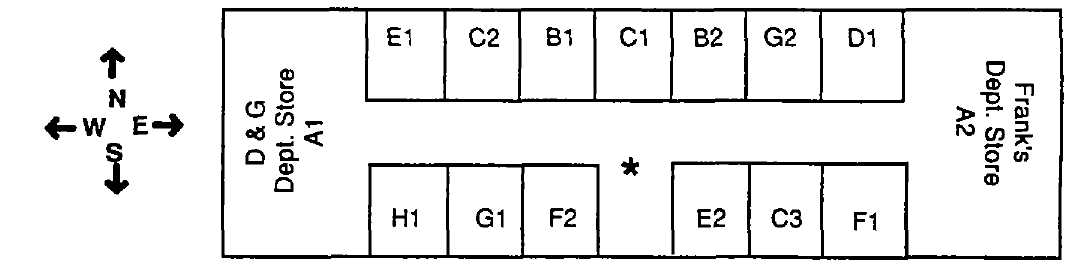 N
W E
S
D & G
Dept. Store
A1
E1 C2 B1 C1 B2 G2 D1
H1 G1 F2 * E2 C3 F1
Frank's
Dept. Store
A2